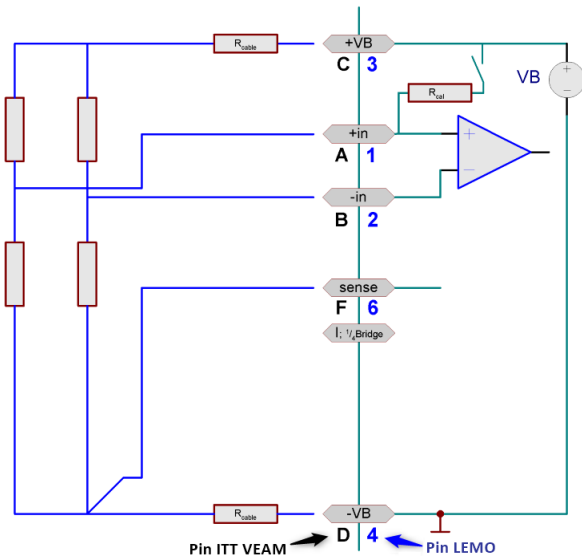 Rcable
+VB
C 3
VB
Rcal
+in
A 1
-in
B 2
sense
F 6
I; 1/4Bridge
Rcable
-VB
D 4
Pin ITT VEAM
Pin LEMO
+
−
+
−